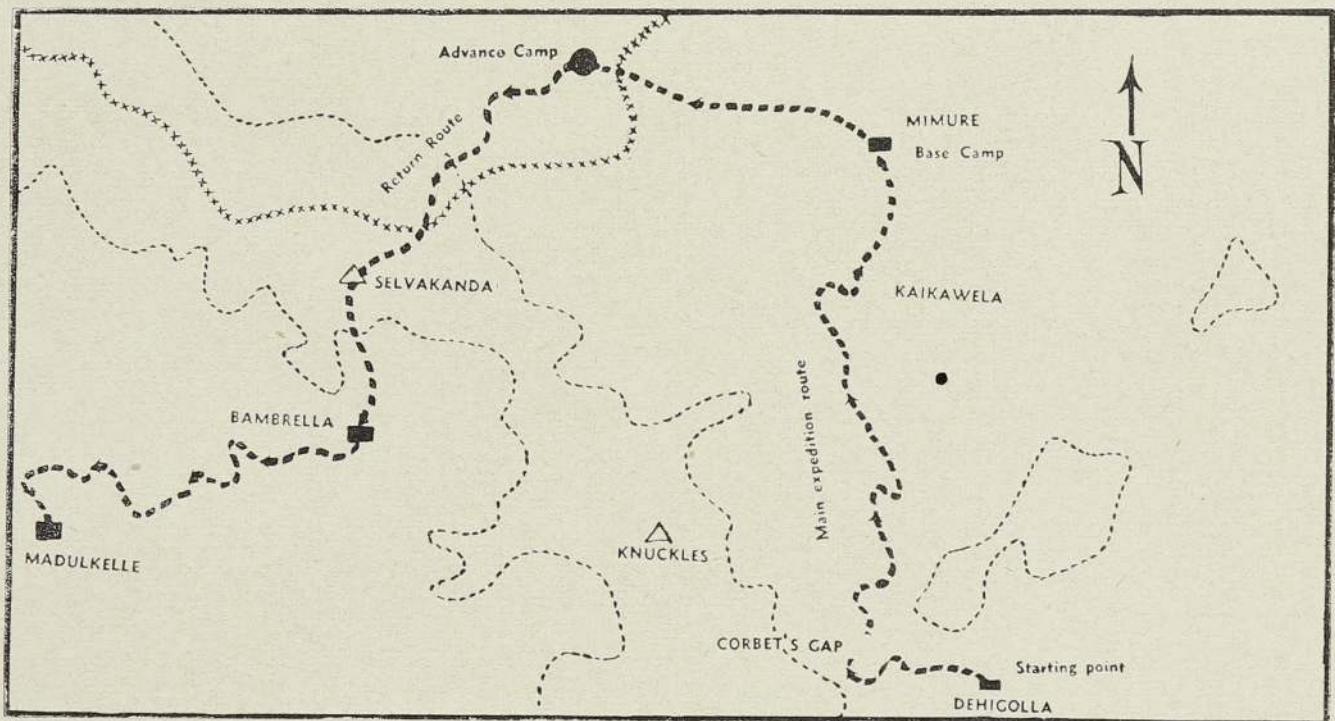 Advance Camp
MIMURE
Base Camp
N
Return Route
SELVAKANDA
KAIKAWELA
Main expedition route
BAMBRELLA
MADULKELLE
KNUCKLES
CORBET'S GAP
Starting point
DEHIGOLLA